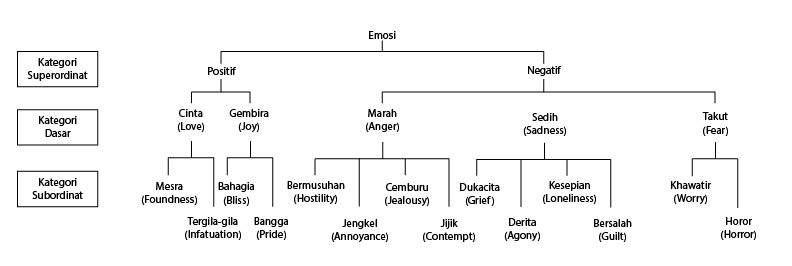 Emosi
Kategori
Superordinat
Positif
Negatif
Kategori
Dasar
Cinta
(Love)
Gembira
(Joy)
Marah
(Anger)
Sedih
(Sadness)
Takut
(Fear)
Kategori
Subordinat
Mesra
(Foundness)
Tergila-gila
(Infatuation)
Bahagia
(Bliss)
Bangga
(Pride)
Bermusuhan
(Hostility)
Jengkel
(Annoyance)
Cemburu
(Jealousy)
Jijik
(Contempt)
Dukacita
(Grief)
Derita
(Agony)
Kesepian
(Loneliness)
Bersalah
(Guilt)
Khawatir
(Worry)
Horor
(Horror)